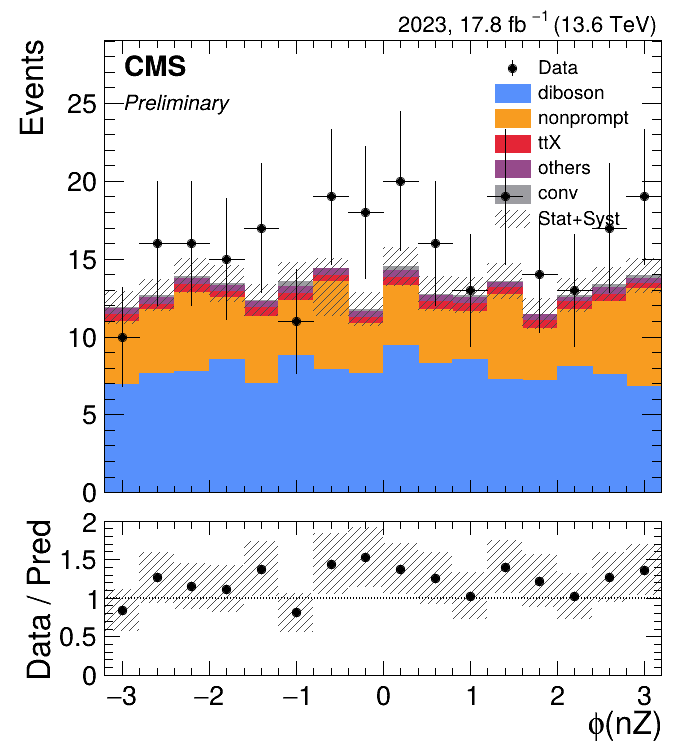 2023, 17.8 fb⁻¹ (13.6 TeV)
Events
CMS
Preliminary
Data
diboson
nonprompt
ttX
others
conv
Stat+Syst
25
20
15
10
5
0
Data / Pred
2
1.5
1
0.5
0
−3 −2 −1 0 1 2 3
ϕ(nZ)